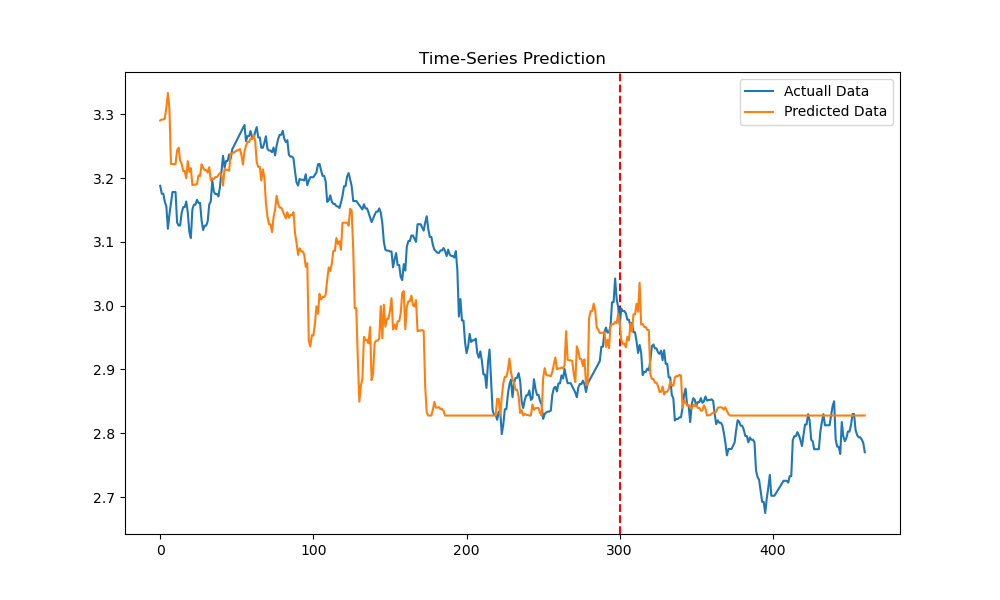 Time-Series Prediction
Actuall Data
Predicted Data
3.3
3.2
3.1
3.0
2.9
2.8
2.7
0 100 200 300 400